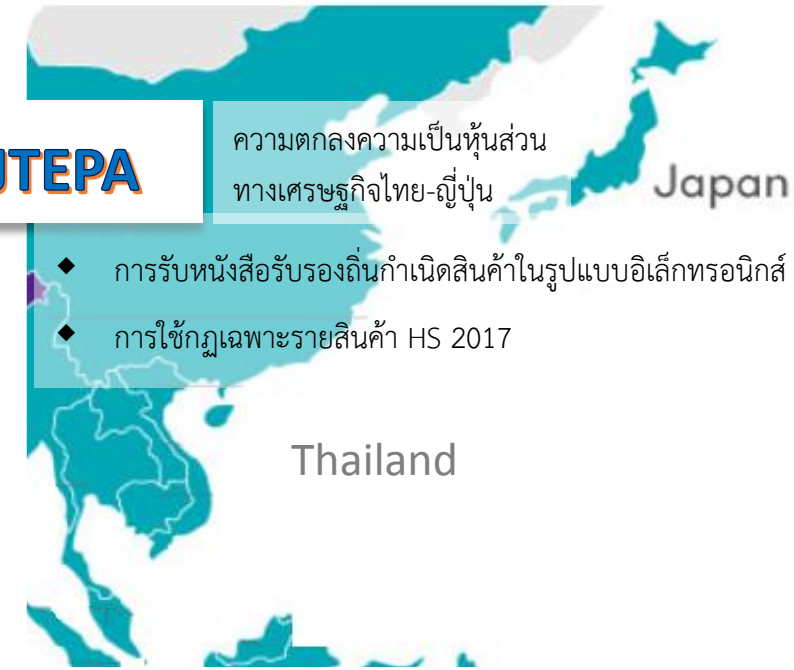 JTEPA
ความตกลงความเป็นหุ้นส่วน
ทางเศรษฐกิจไทย-ญี่ปุ่น
Japan
◆ การรับหนังสือรับรองถิ่นกำเนิดสินค้าในรูปแบบอิเล็กทรอนิกส์
◆ การใช้กฎเฉพาะรายสินค้า HS 2017
Thailand